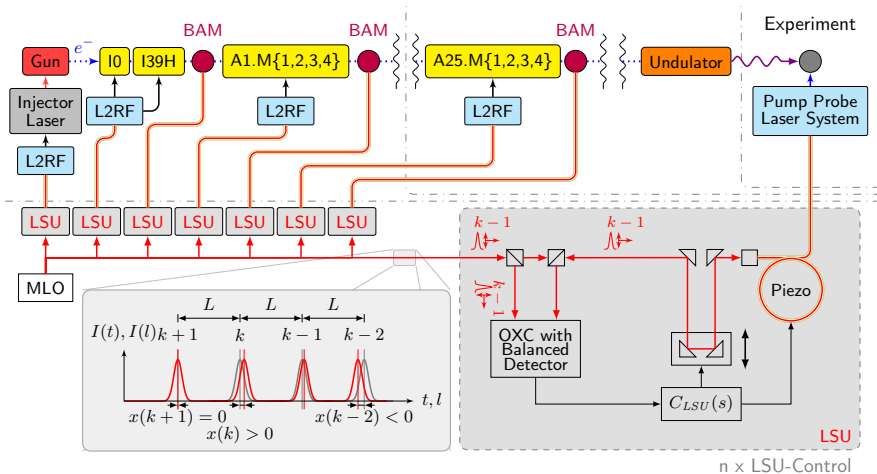 BAM
BAM
BAM
Experiment
Gun
e⁻
I0
I39H
A1.M{1,2,3,4}
A25.M{1,2,3,4}
Undulator
Injector
Laser
L2RF
L2RF
L2RF
Pump Probe
Laser System
L2RF
LSU
LSU
LSU
LSU
LSU
LSU
MLO
k − 1
k − 1
k − 1
L
L
L
I(t), I(l)
k + 1
k
k - 1
k − 2
t, l
x(k+1) = 0
x(k−2) < 0
x(k) > 0
OXC with
Balanced
Detector
Piezo
C_{LSU}(s)
LSU
n x LSU-Control